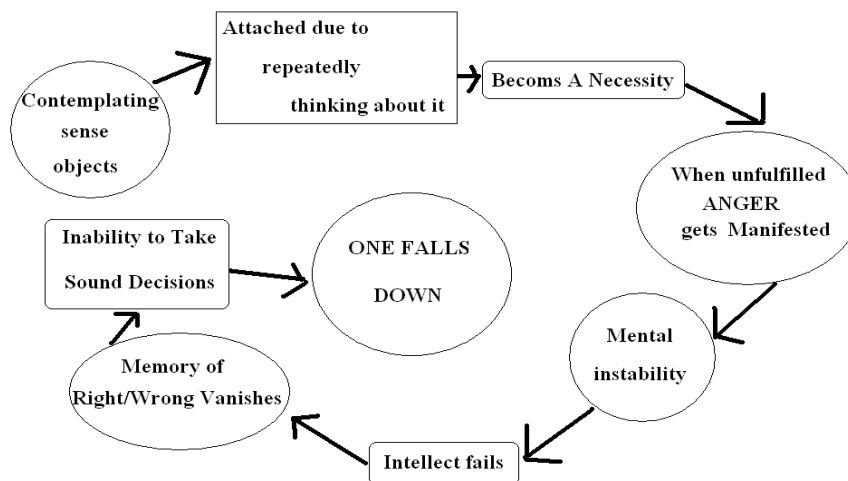 Contemplating
sense
objects
Attached due to
repeatedly
thinking about it
Becoms A Necessity
When unfulfilled
ANGER
gets Manifested
Mental
instability
Intellect fails
Memory of
Right/Wrong Vanishes
Inability to Take
Sound Decisions
ONE FALLS
DOWN